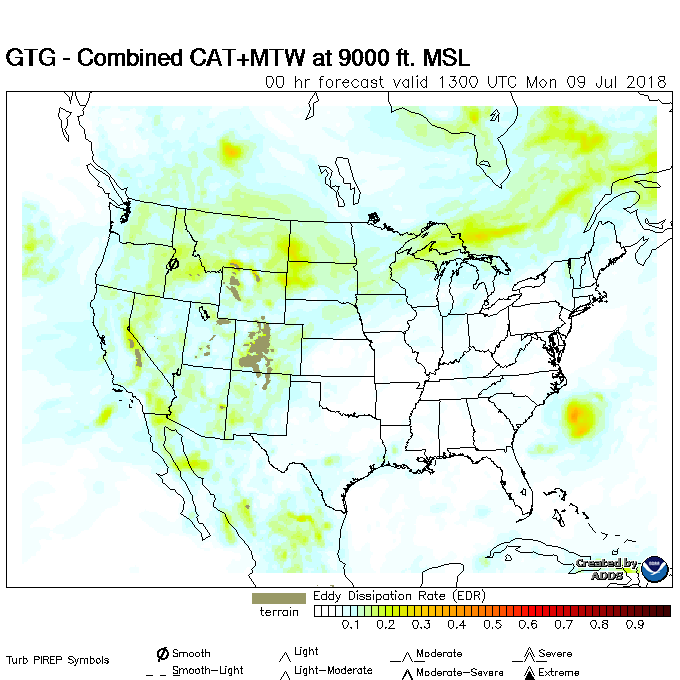 GTG - Combined CAT+MTW at 9000 ft. MSL
00 hr forecast valid 1300 UTC Mon 09 Jul 2018
Created by
ADDS
terrain
Eddy Dissipation Rate (EDR)
0.1 0.2 0.3 0.4 0.5 0.6 0.7 0.8 0.9
Turb PIREP Symbols
Smooth Light Moderate Severe
Smooth-Light Light-Moderate Moderate-Severe Extreme